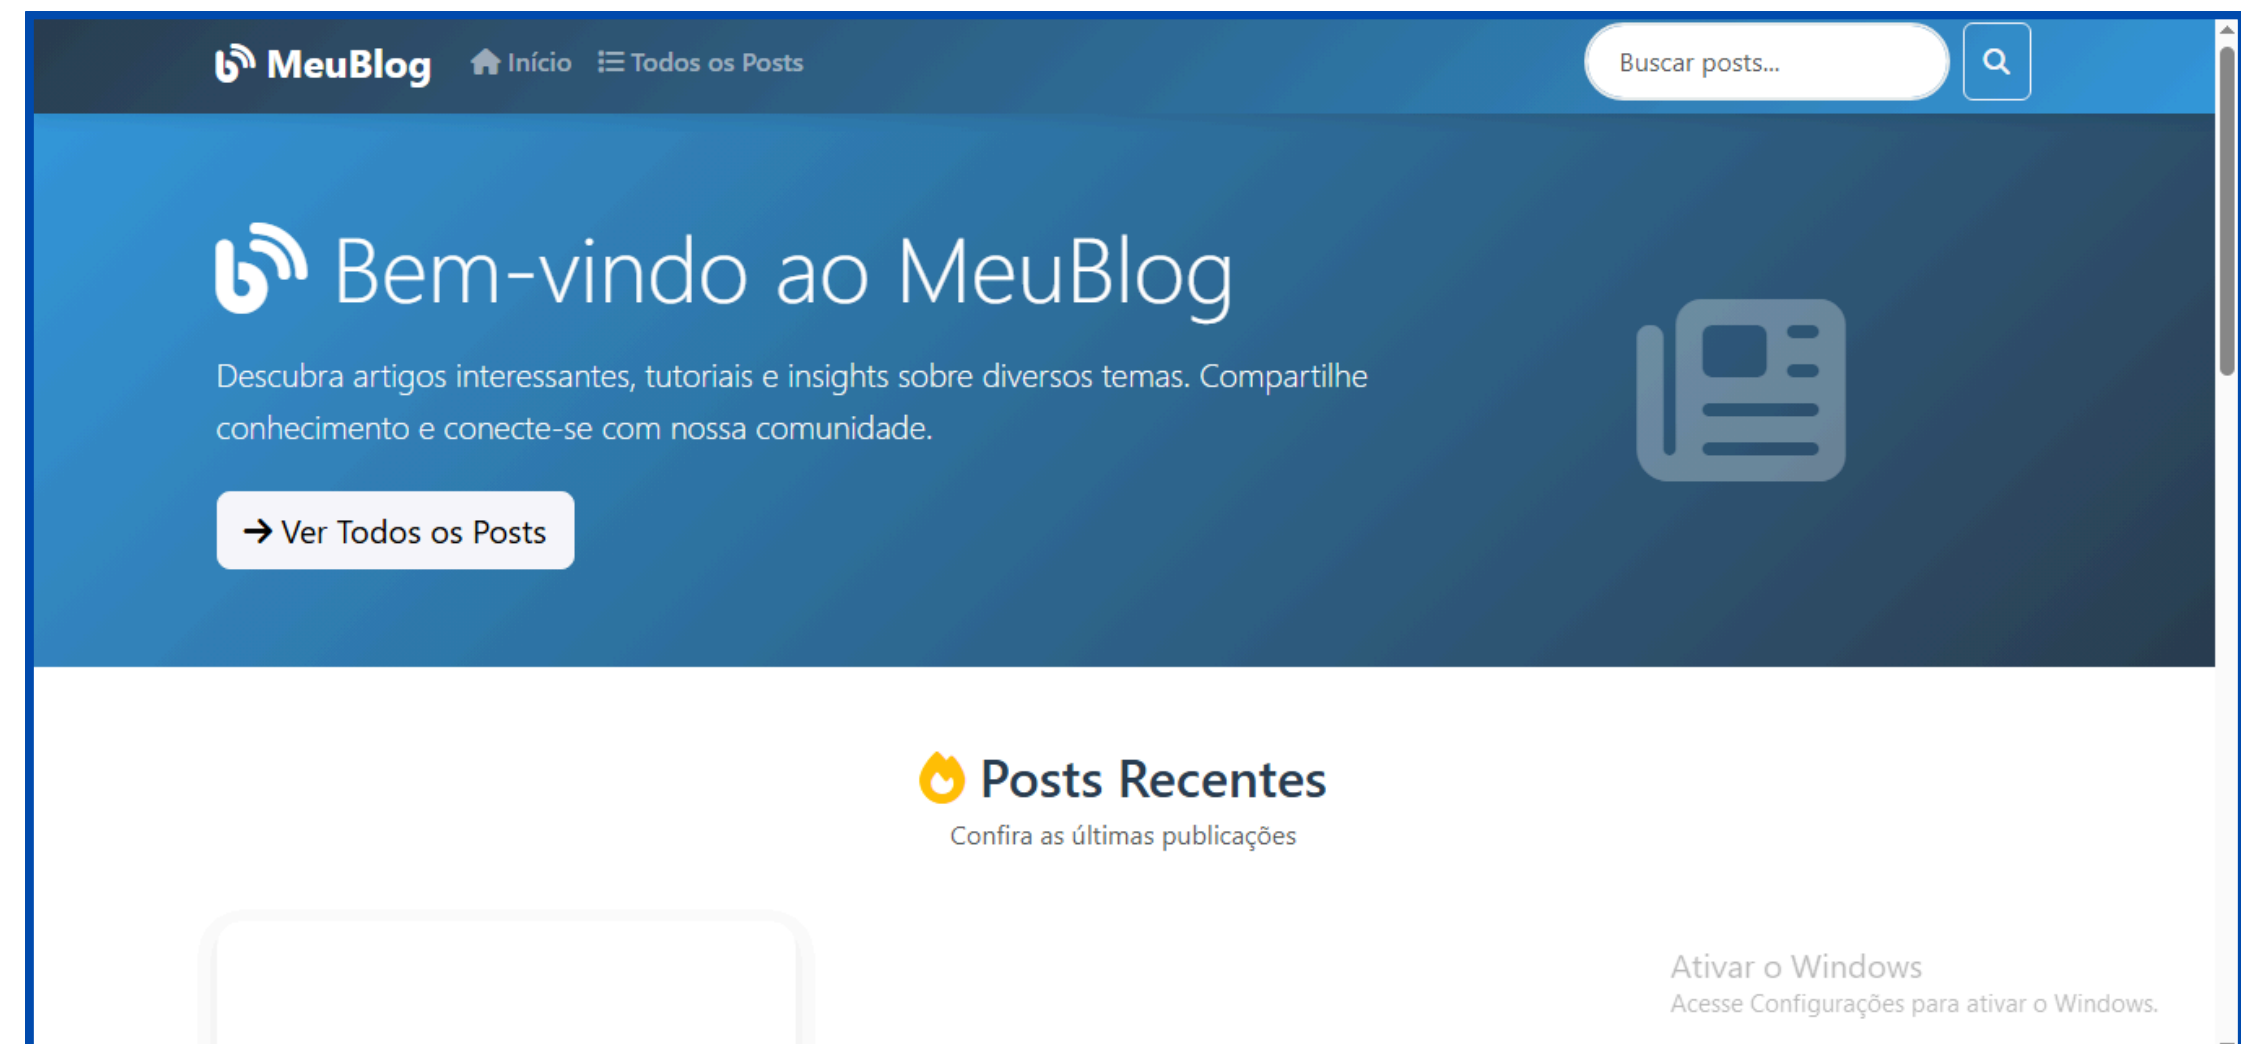 MeuBlog Início Todos os Posts Buscar posts...
Bem-vindo ao MeuBlog
Descubra artigos interessantes, tutoriais e insights sobre diversos temas. Compartilhe
conhecimento e conecte-se com nossa comunidade.
Ver Todos os Posts
Posts Recentes
Confira as últimas publicações
Ativar o Windows
Acesse Configurações para ativar o Windows.